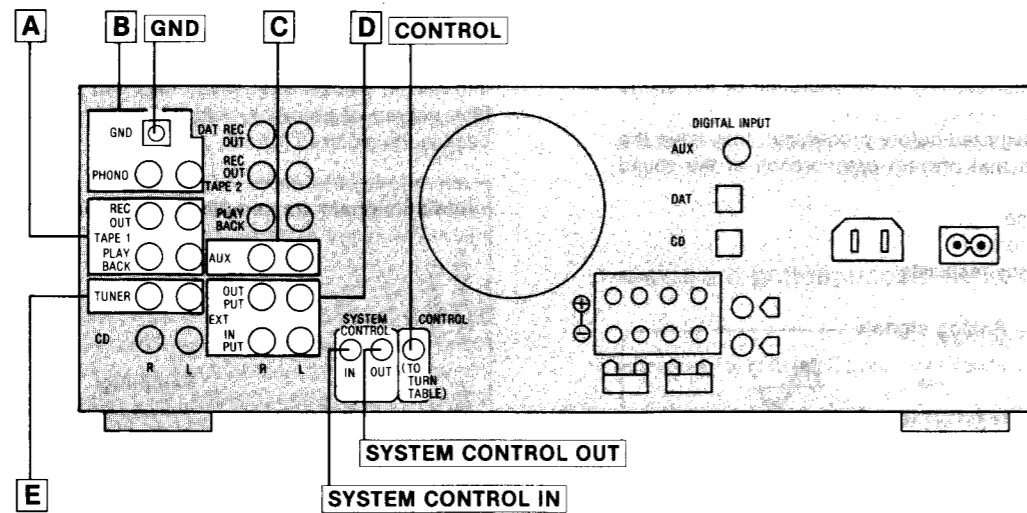 A B GND C D CONTROL
GND
DAT REC
OUT
PHONO
REC
OUT
TAPE 2
REC
OUT
TAPE 1
PLAY
BACK
PLAY
BACK
AUX
TUNER
OUT
PUT
EXT
IN
PUT
CD
R L
R L
SYSTEM
CONTROL
IN OUT
CONTROL
(TO
TURN
TABLE)
DIGITAL INPUT
AUX
DAT
CD
SYSTEM CONTROL OUT
E
SYSTEM CONTROL IN